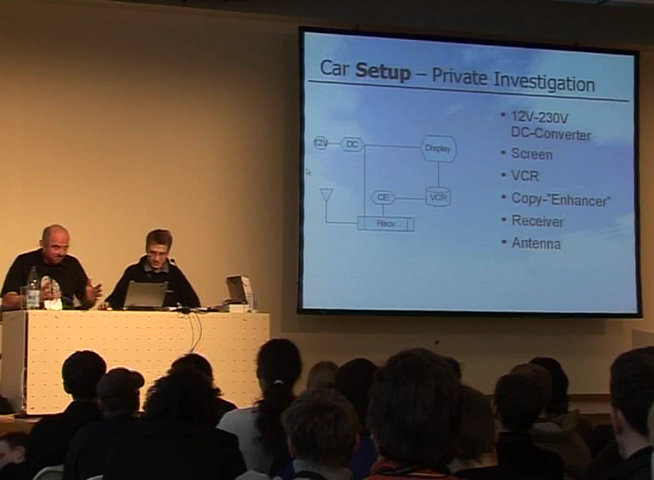 Car Setup – Private Investigation
12V
DC
Display
CE
VCR
Recv
• 12V-230V
DC-Converter
• Screen
• VCR
• Copy-"Enhancer"
• Receiver
• Antenna